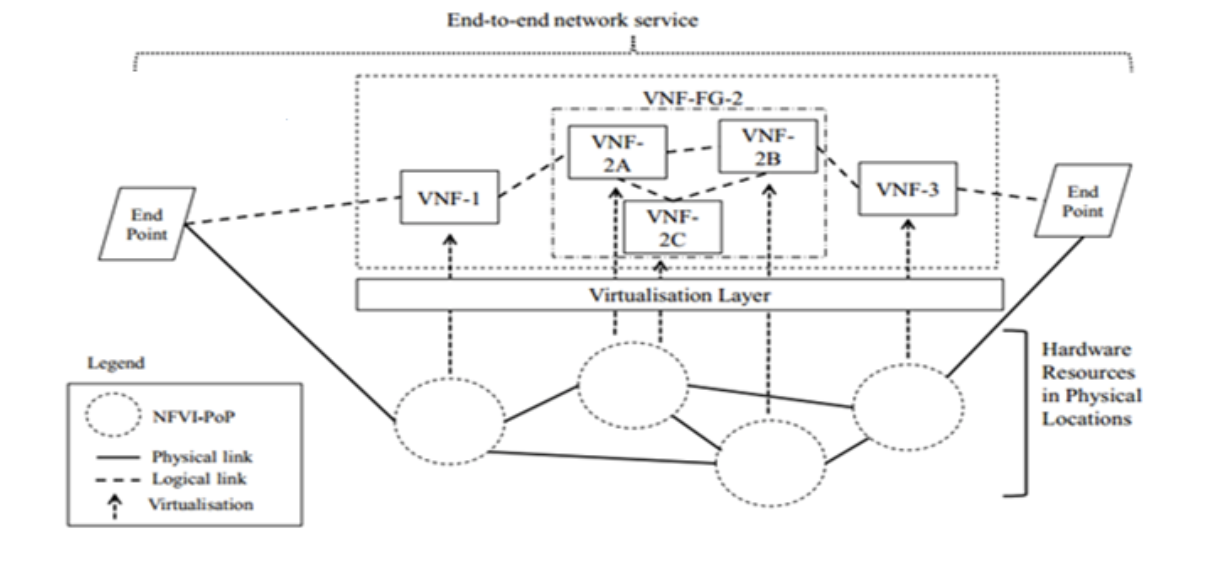 End-to-end network service
VNF-FG-2
VNF-
2A
VNF-
2B
VNF-1
VNF-3
VNF-
2C
End
Point
End
Point
Virtualisation Layer
Hardware
Resources
in Physical
Locations
Legend
NFVI-PoP
Physical link
Logical link
Virtualisation